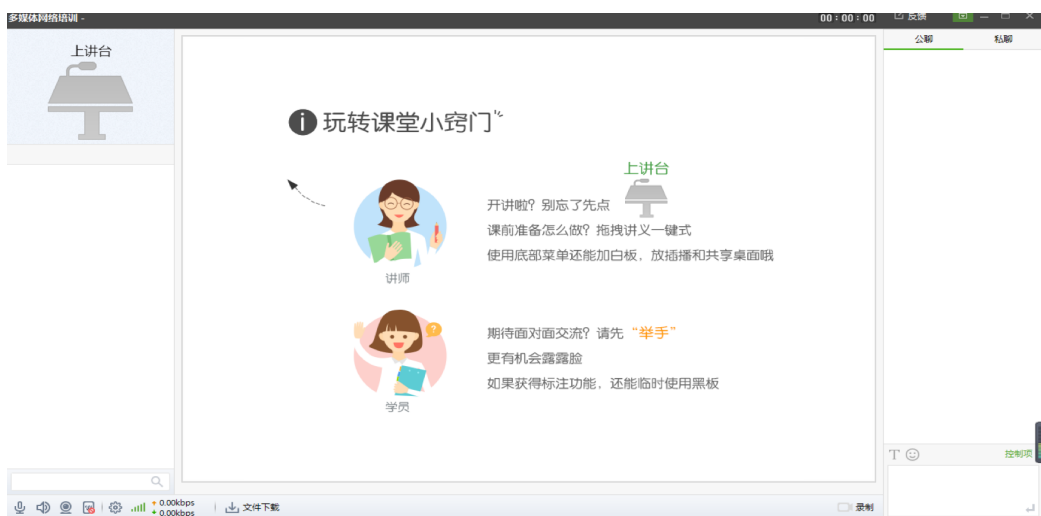 多媒体网络培训 -
00 : 00 : 00
反馈
上讲台
公聊
私聊
玩转课堂小窍门
上讲台
开讲啦？别忘了先点
课前准备怎么做？拖拽讲义一键式
使用底部菜单还能加白板，放插播和共享桌面哦
讲师
期待面对面交流？请先“举手”
更有机会露露脸
如果获得标注功能，还能临时使用黑板
学员
控制项
0.00kbps
0.00kbps
文件下载
录制